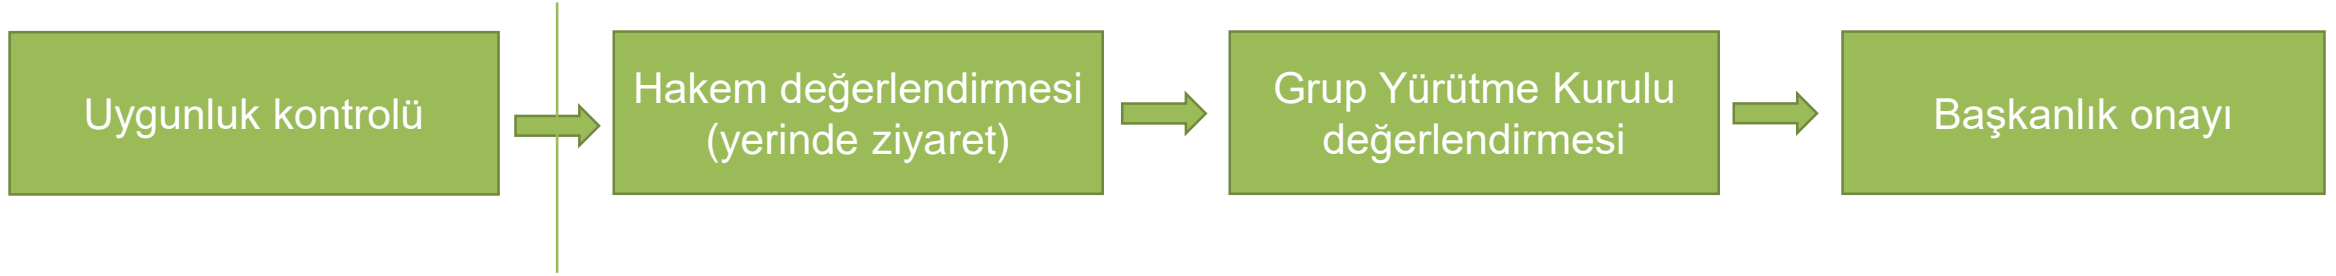 Uygunluk kontrolü
Hakem değerlendirmesi
(yerinde ziyaret)
Grup Yürütme Kurulu
değerlendirmesi
Başkanlık onayı